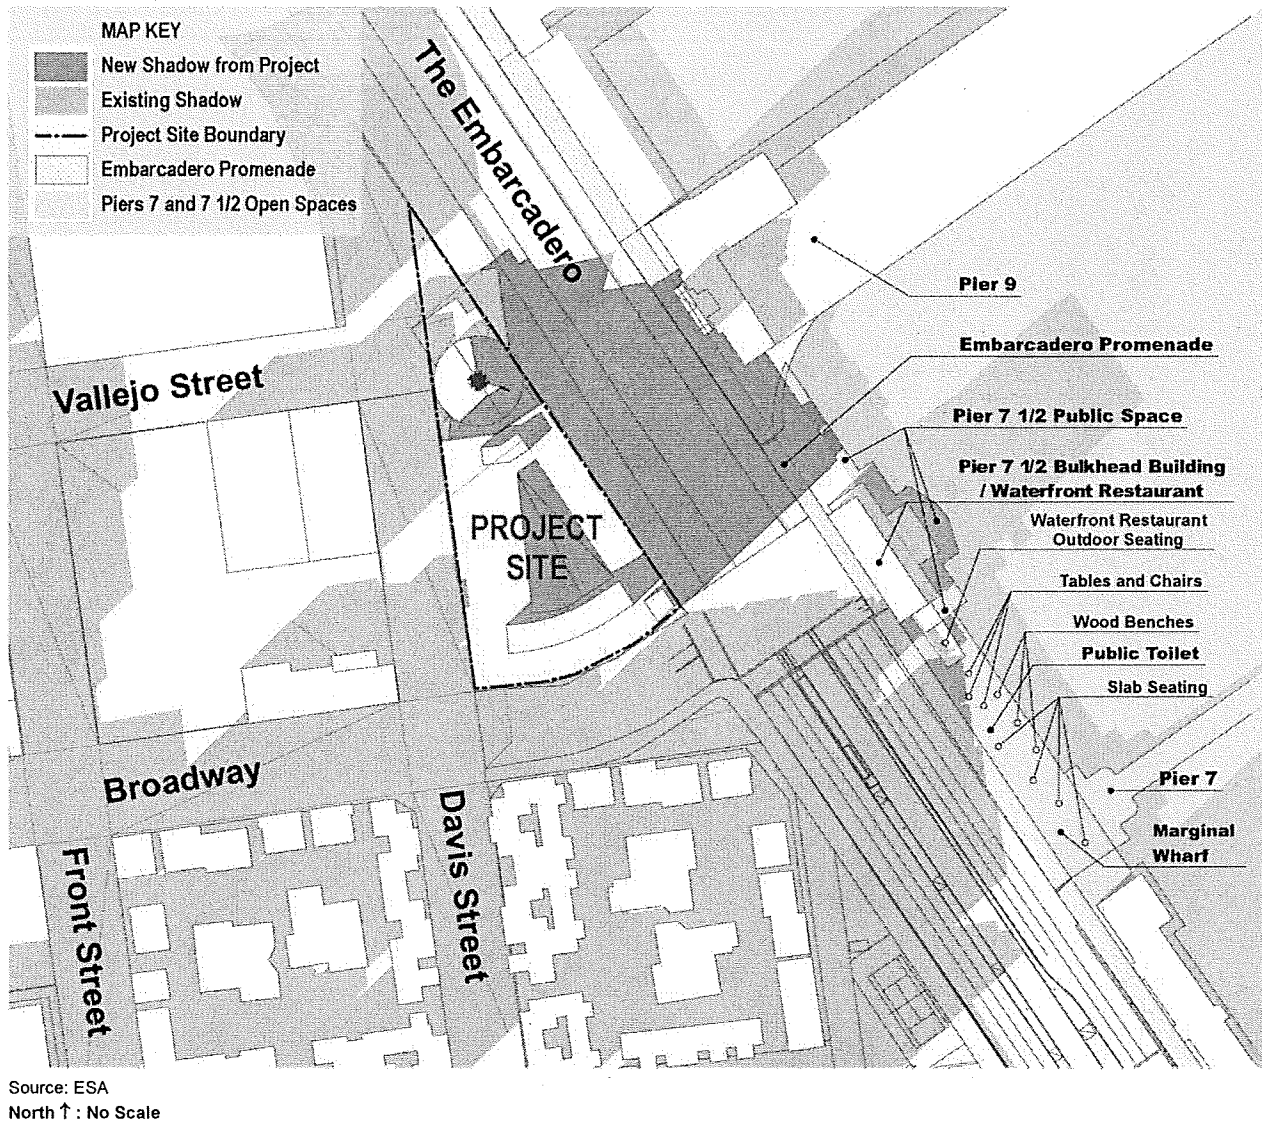 MAP KEY
New Shadow from Project
Existing Shadow
Project Site Boundary
Embarcadero Promenade
Piers 7 and 7 1/2 Open Spaces
The Embarcadero
Pier 9
Embarcadero Promenade
Vallejo Street
Pier 7 1/2 Public Space
Pier 7 1/2 Bulkhead Building
/ Waterfront Restaurant
Waterfront Restaurant
Outdoor Seating
PROJECT
SITE
Tables and Chairs
Wood Benches
Public Toilet
Slab Seating
Broadway
Pier 7
Davis Street
Marginal
Wharf
Front Street
Source: ESA
North ↑ : No Scale